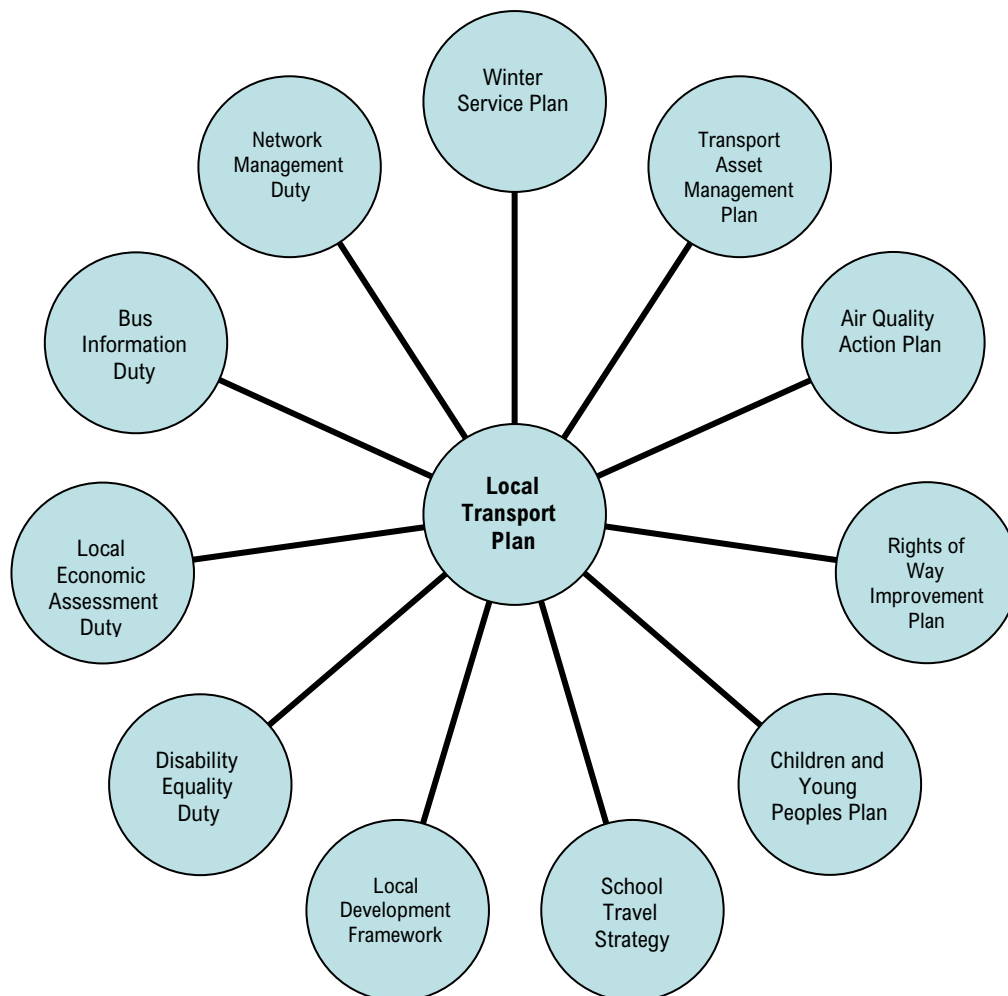 Winter
Service Plan
Transport
Asset
Management
Plan
Air Quality
Action Plan
Rights of
Way
Improvement
Plan
Children and
Young
Peoples Plan
School
Travel
Strategy
Local
Development
Framework
Disability
Equality
Duty
Local
Economic
Assessment
Duty
Bus
Information
Duty
Network
Management
Duty
Local
Transport
Plan